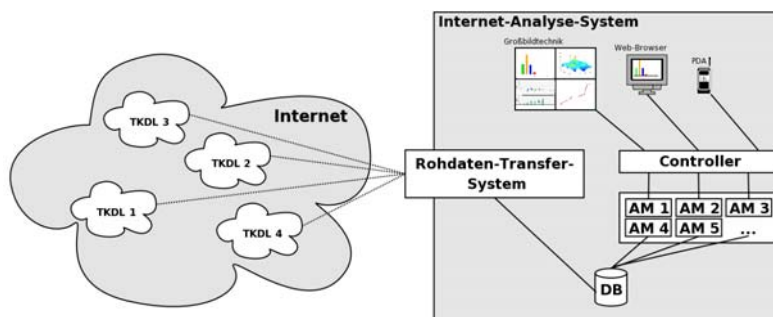 Internet-Analyse-System
Großbildtechnik
Web-Browser
PDA
Internet
TKDL 3
TKDL 2
TKDL 1
TKDL 4
Rohdaten-Transfer-
System
Controller
AM 1 AM 2 AM 3
AM 4 AM 5 ...
DB